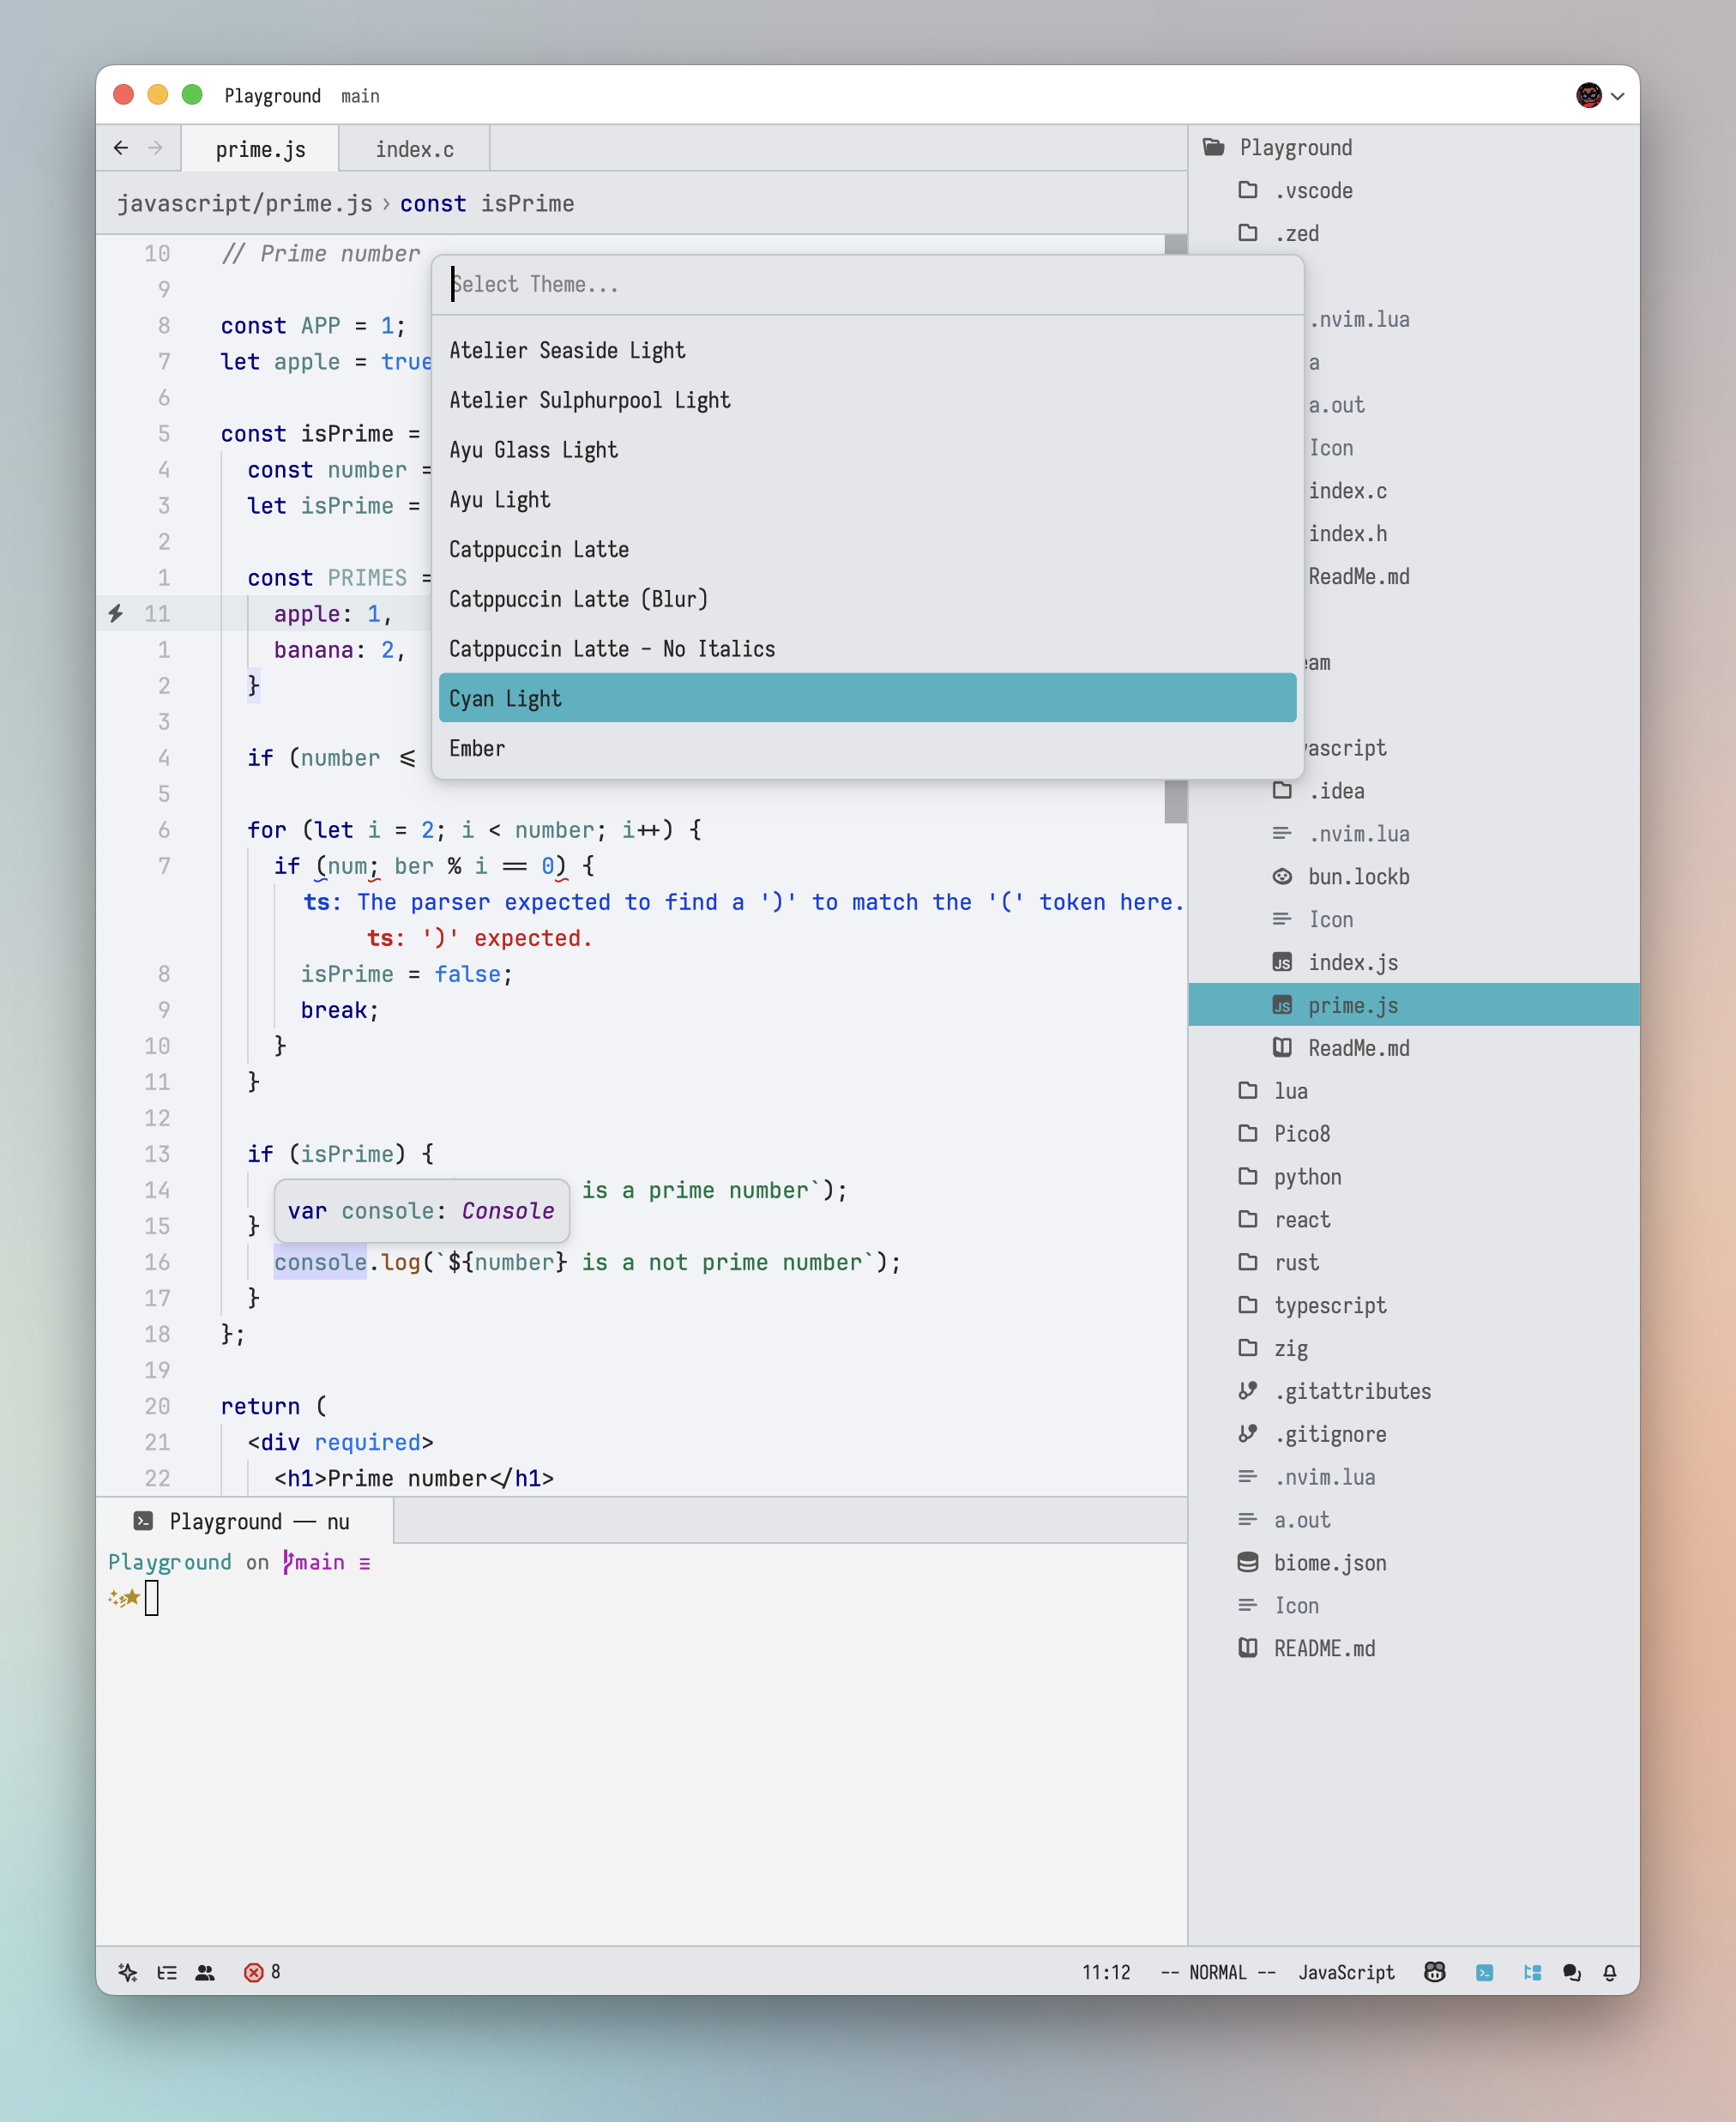 Playground main
prime.js index.c
javascript/prime.js › const isPrime
10 // Prime number
9
8 const APP = 1;
7 let apple = true
6
5 const isPrime =
4 const number =
3 let isPrime =
2
1 const PRIMES =
11 apple: 1,
1 banana: 2,
2 }
3
4 if (number <=
5
6 for (let i = 2; i < number; i++) {
7 if (num; ber % i == 0) {
ts: The parser expected to find a ')' to match the '(' token here.
ts: ')' expected.
8 isPrime = false;
9 break;
10 }
11 }
12
13 if (isPrime) {
14 is a prime number`);
15 }
var console: Console
16 console.log(`${number} is a not prime number`);
17 }
18 };
19
20 return (
21 <div required>
22 <h1>Prime number</h1>
Select Theme...
Atelier Seaside Light
Atelier Sulphurpool Light
Ayu Glass Light
Ayu Light
Catppuccin Latte
Catppuccin Latte (Blur)
Catppuccin Latte - No Italics
Cyan Light
Ember
Playground
.vscode
.zed
.nvim.lua
a
a.out
Icon
index.c
index.h
ReadMe.md
eam
vascript
.idea
.nvim.lua
bun.lockb
Icon
JS index.js
JS prime.js
ReadMe.md
lua
Pico8
python
react
rust
typescript
zig
.gitattributes
.gitignore
.nvim.lua
a.out
biome.json
Icon
README.md
Playground — nu
Playground on main ≡
8
11:12 -- NORMAL -- JavaScript